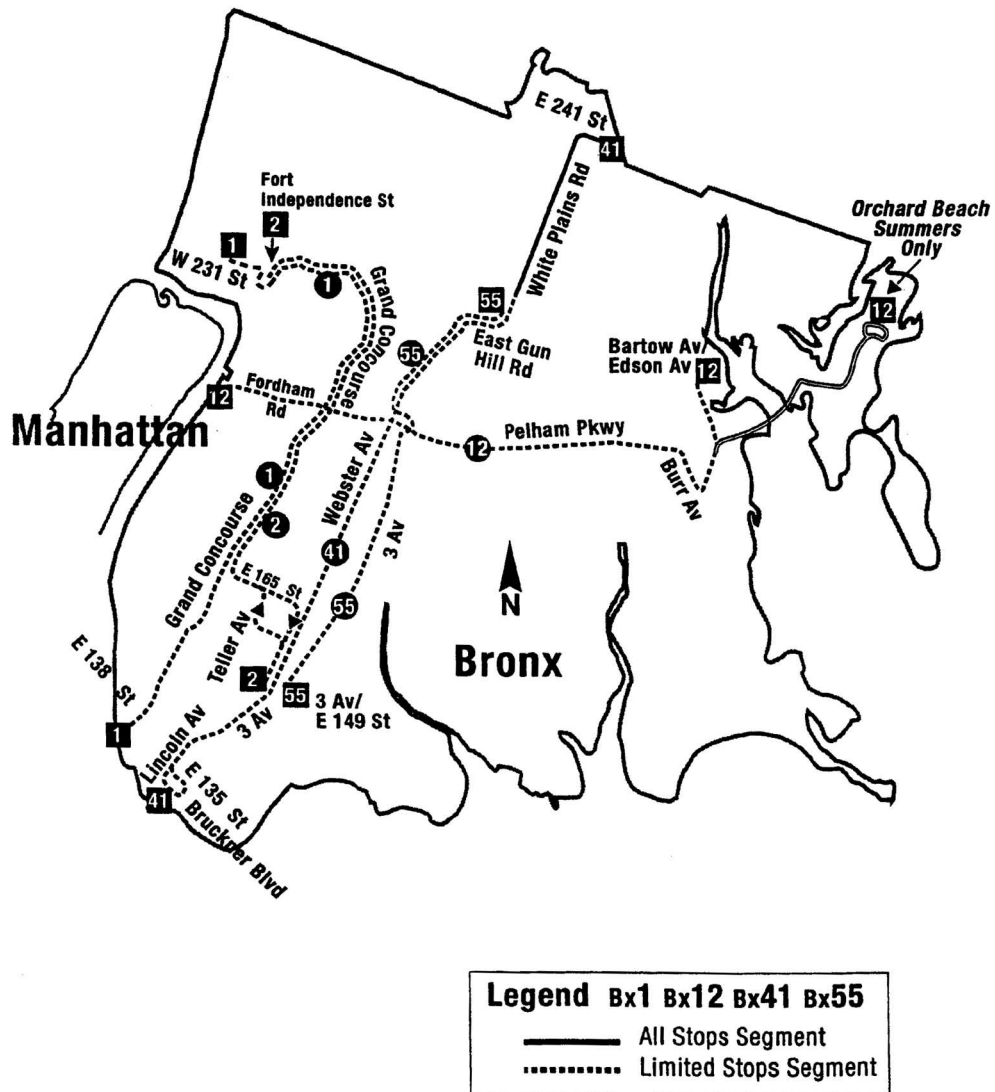 E 241 St
41
Fort
Independence St
2
1
W 231 St
1
Grand Concourse
White Plains Rd
Orchard Beach
Summers
Only
12
55
East Gun
Hill Rd
55
Bartow Av/
Edson Av
12
12
Fordham
Rd
Manhattan
12
Pelham Pkwy
Burr Av
1
2
Webster Av
41
3 Av
Grand Concourse
E 165 St
55
Teller Av
N
Bronx
E 138 St
2
55
3 Av/
E 149 St
1
Lincoln Av
3 Av
41
E 135 St
Bruckner Blvd
Legend Bx1 Bx12 Bx41 Bx55
All Stops Segment
Limited Stops Segment